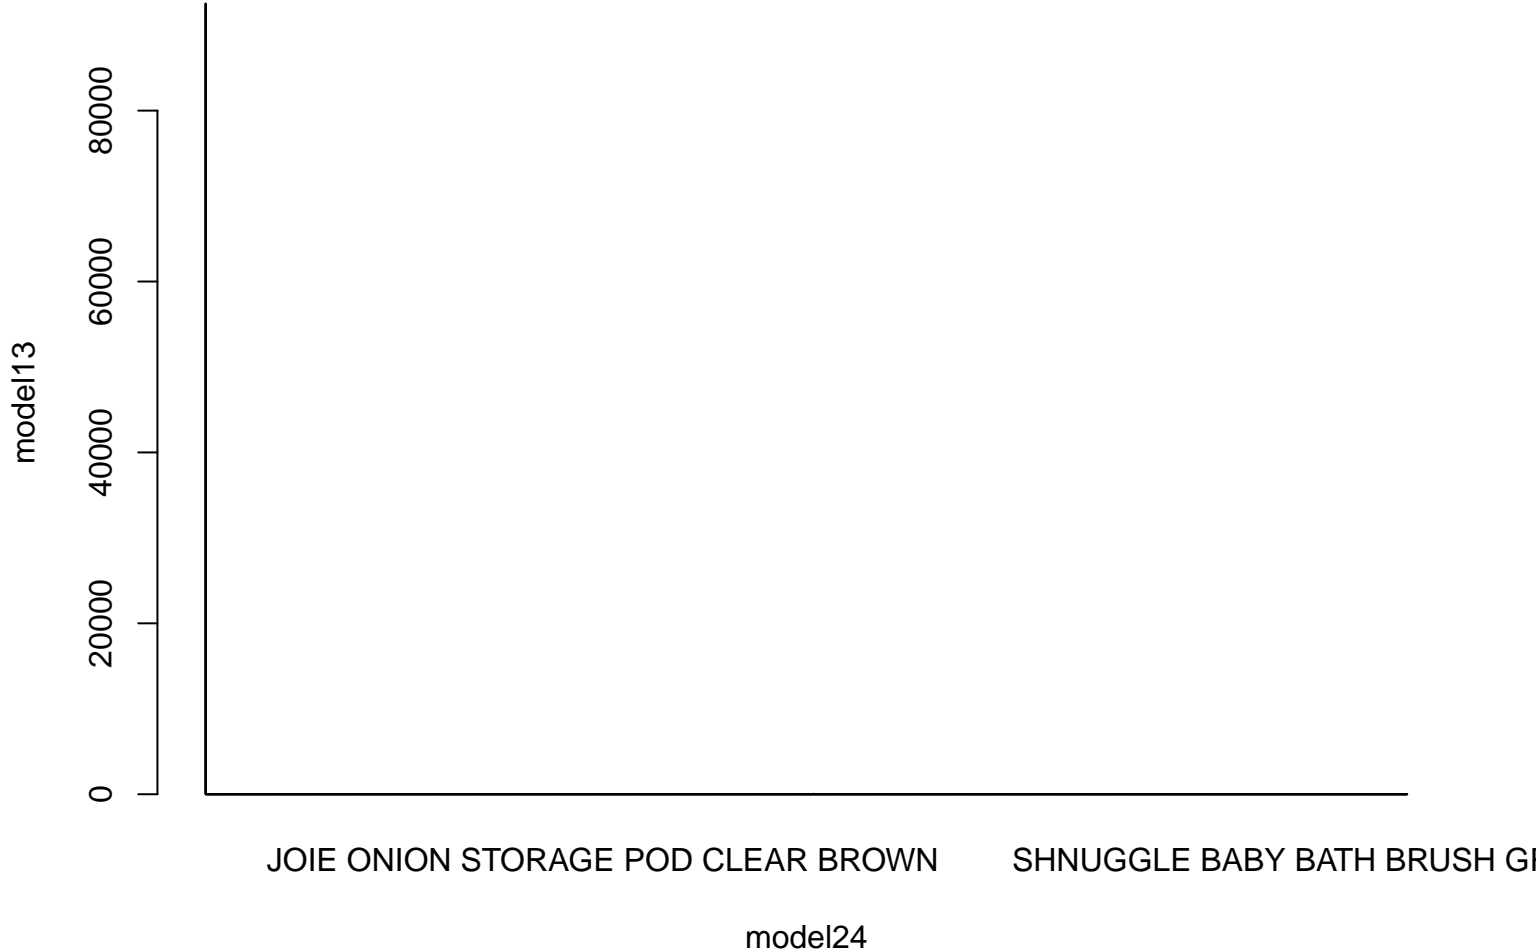 80000
60000
40000
20000
0
model13
JOIE ONION STORAGE POD CLEAR BROWN
SHNUGGLE BABY BATH BRUSH
model24